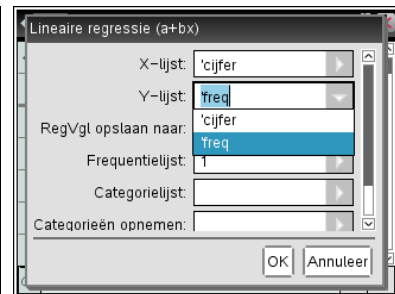 Lineaire regressie (a+bx)
X-lijst: 'cijfer
Y-lijst: 'freq
'cijfer
RegVgl opslaan naar:
'freq
Frequentielijst: 1
Categorielijst:
Categorieën opnemen:
OK Annuleer